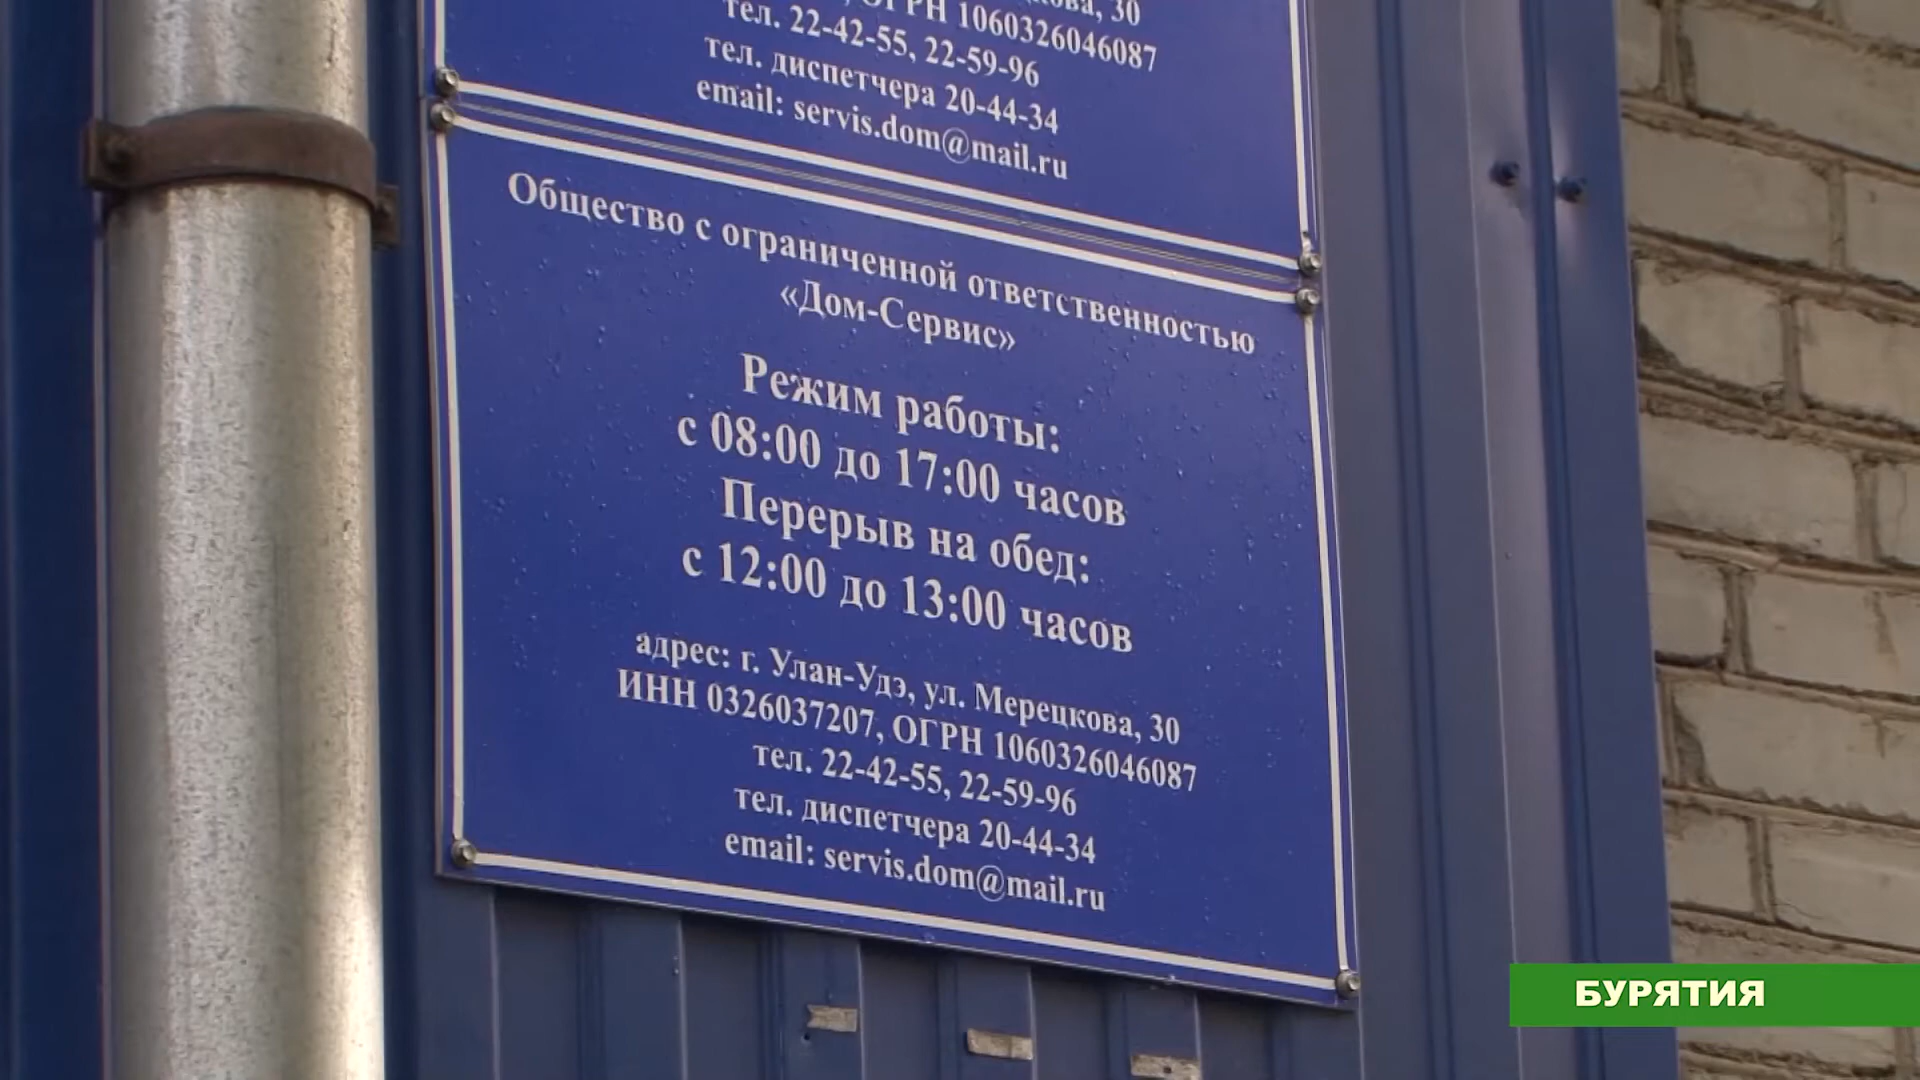 ОГРН 1060326046087
тел. 22-42-55, 22-59-96
тел. диспетчера 20-44-34
email: servis.dom@mail.ru
Общество с ограниченной ответственностью
«Дом-Сервис»
Режим работы:
с 08:00 до 17:00 часов
Перерыв на обед:
с 12:00 до 13:00 часов
адрес: г. Улан-Удэ, ул. Мерецкова, 30
ИНН 0326037207, ОГРН 1060326046087
тел. 22-42-55, 22-59-96
тел. диспетчера 20-44-34
email: servis.dom@mail.ru
БУРЯТИЯ